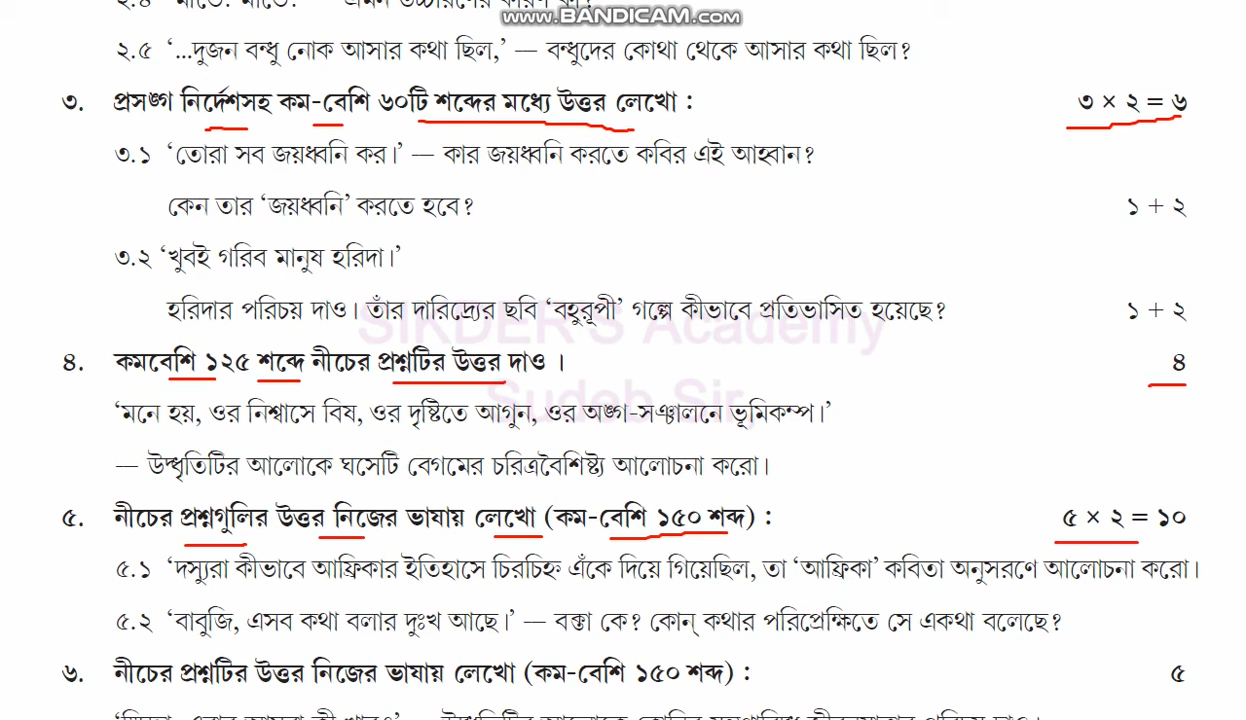 WWW.BANDICAM.COM
২.৫ ‘...দুজন বন্ধু নোক আসার কথা ছিল,’ — বন্ধুদের কোথা থেকে আসার কথা ছিল?
৩. প্রসঙ্গ নির্দেশসহ কম-বেশি ৬০টি শব্দের মধ্যে উত্তর লেখো : ৩ × ২ = ৬
৩.১ ‘তোরা সব জয়ধ্বনি কর।’ — কার জয়ধ্বনি করতে কবির এই আহ্বান?
কেন তার ‘জয়ধ্বনি’ করতে হবে? ১ + ২
৩.২ ‘খুবই গরিব মানুষ হরিদা।’
হরিদার পরিচয় দাও। তাঁর দারিদ্র্যের ছবি ‘বহুরূপী’ গল্পে কীভাবে প্রতিভাসিত হয়েছে? ১ + ২
SIKDER'S Academy
৪. কমবেশি ১২৫ শব্দে নীচের প্রশ্নটির উত্তর দাও । ৪
Sudeb Sir,
‘মনে হয়, ওর নিশ্বাসে বিষ, ওর দৃষ্টিতে আগুন, ওর অঙ্গ-সঞ্চালনে ভূমিকম্প।’
— উদ্ধৃতিটির আলোকে ঘসেটি বেগমের চরিত্রবৈশিষ্ট্য আলোচনা করো।
৫. নীচের প্রশ্নগুলির উত্তর নিজের ভাষায় লেখো (কম-বেশি ১৫০ শব্দ) : ৫ × ২ = ১০
৫.১ ‘দস্যুরা কীভাবে আফ্রিকার ইতিহাসে চিরচিহ্ন এঁকে দিয়ে গিয়েছিল, তা ‘আফ্রিকা’ কবিতা অনুসরণে আলোচনা করো।
৫.২ ‘বাবুজি, এসব কথা বলার দুঃখ আছে।’ — বক্তা কে? কোন্ কথার পরিপ্রেক্ষিতে সে একথা বলেছে?
৬. নীচের প্রশ্নটির উত্তর নিজের ভাষায় লেখো (কম-বেশি ১৫০ শব্দ) : ৫